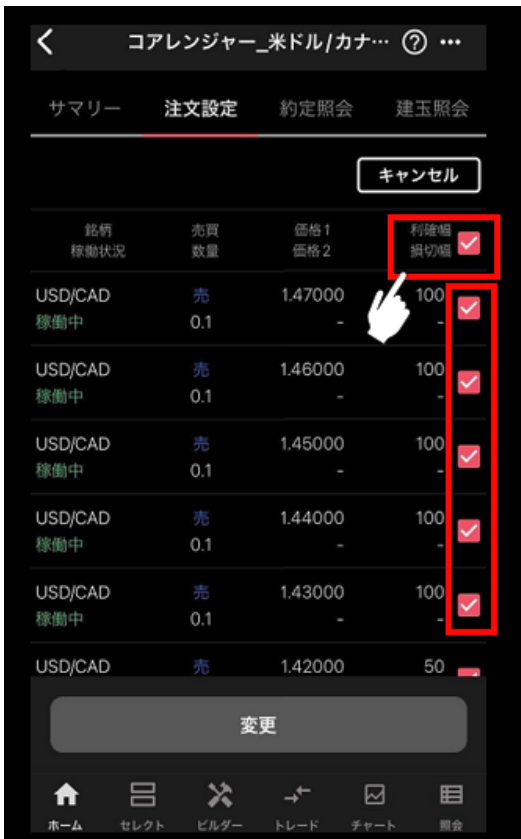 コアレンジャー_米ドル/カナ…
サマリー 注文設定 約定照会 建玉照会
キャンセル
銘柄 売買 価格1 利確幅
稼働状況 数量 価格2 損切幅
USD/CAD 売 1.47000 100
稼働中 0.1 - -
USD/CAD 売 1.46000 100
稼働中 0.1 - -
USD/CAD 売 1.45000 100
稼働中 0.1 - -
USD/CAD 売 1.44000 100
稼働中 0.1 - -
USD/CAD 売 1.43000 100
稼働中 0.1 - -
USD/CAD 売 1.42000 50
変更
ホーム セレクト ビルダー トレード チャート 照会